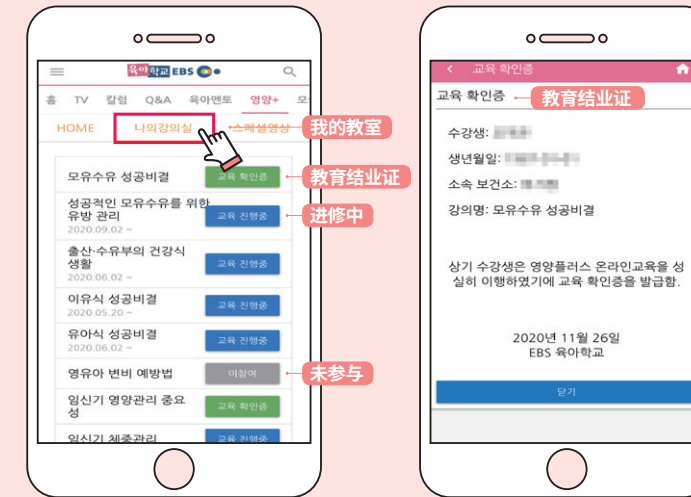 육아학교 EBS
홈 TV 칼럼 Q&A 육아멘토 영양+
HOME 나의강의실 스페셜영상
我的教室
모유수유 성공비결 교육 확인증
教育结业证
성공적인 모유수유를 위한
유방 관리 교육 진행중
进修中
2020.09.02 ~
출산·수유부의 건강식
생활 교육 진행중
2020.06.02 ~
이유식 성공비결 교육 진행중
2020.05.20 ~
유아식 성공비결 교육 진행중
2020.06.02 ~
영유아 변비 예방법 미참여
未参与
임신기 영양관리 중요
성 교육 확인증
임신기 체중관리 교육 진행중
< 교육 확인증
교육 확인증 教育结业证
수강생:
생년월일:
소속 보건소:
강의명: 모유수유 성공비결
상기 수강생은 영양플러스 온라인교육을 성
실히 이행하였기에 교육 확인증을 발급함.
2020년 11월 26일
EBS 육아학교
닫기